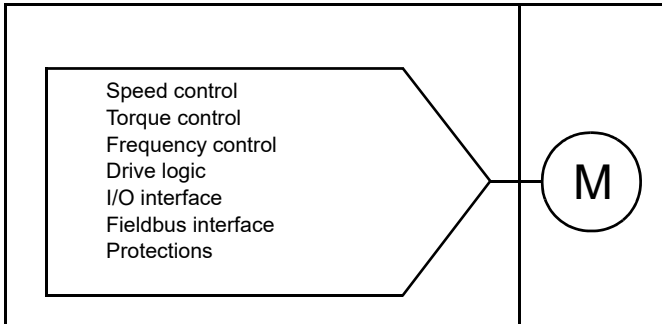 Speed control
Torque control
Frequency control
Drive logic
I/O interface
Fieldbus interface
Protections
M